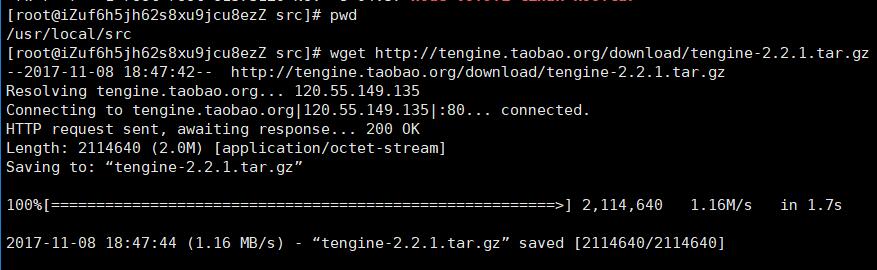 [root@iZuf6h5jh62s8xu9jcu8ezZ src]# pwd
/usr/local/src
[root@iZuf6h5jh62s8xu9jcu8ezZ src]# wget http://tengine.taobao.org/download/tengine-2.2.1.tar.gz
--2017-11-08 18:47:42--  http://tengine.taobao.org/download/tengine-2.2.1.tar.gz
Resolving tengine.taobao.org... 120.55.149.135
Connecting to tengine.taobao.org|120.55.149.135|:80... connected.
HTTP request sent, awaiting response... 200 OK
Length: 2114640 (2.0M) [application/octet-stream]
Saving to: “tengine-2.2.1.tar.gz”
100%[========================================================>] 2,114,640   1.16M/s   in 1.7s
2017-11-08 18:47:44 (1.16 MB/s) - “tengine-2.2.1.tar.gz” saved [2114640/2114640]